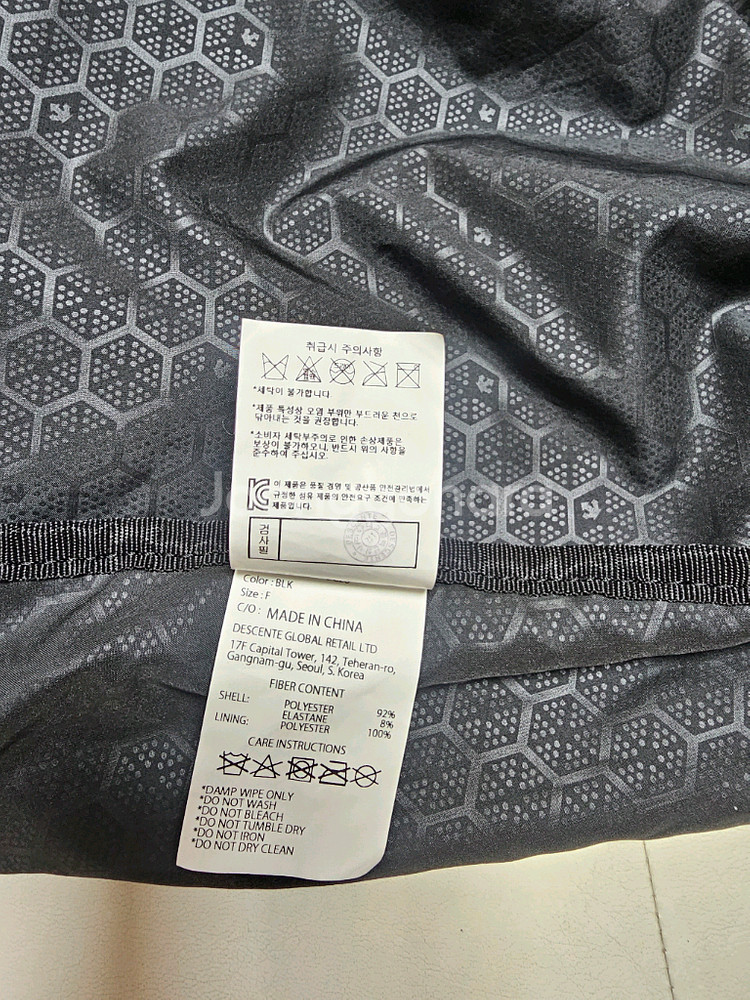 취급시 주의사항
*세탁이 불가합니다.
*제품 특성상 오염 부위만 부드러운 천으로
닦아내는 것을 권장합니다.
*소비자 세탁부주의로 인한 손상제품은
보상이 불가하오니, 반드시 위의 사항을
준수하여 주십시오.
이 제품은 품질 경영 및 공산품 안전관리법에서
규정한 섬유 제품의 안전요구 조건에 만족하는
제품입니다.
검사필
Color : BLK
Size : F
C/O : MADE IN CHINA
DESCENTE GLOBAL RETAIL LTD
17F Capital Tower, 142, Teheran-ro,
Gangnam-gu, Seoul, S. Korea
FIBER CONTENT
SHELL: POLYESTER 92%
ELASTANE 8%
LINING: POLYESTER 100%
CARE INSTRUCTIONS
*DAMP WIPE ONLY
*DO NOT WASH
*DO NOT BLEACH
*DO NOT TUMBLE DRY
*DO NOT IRON
*DO NOT DRY CLEAN